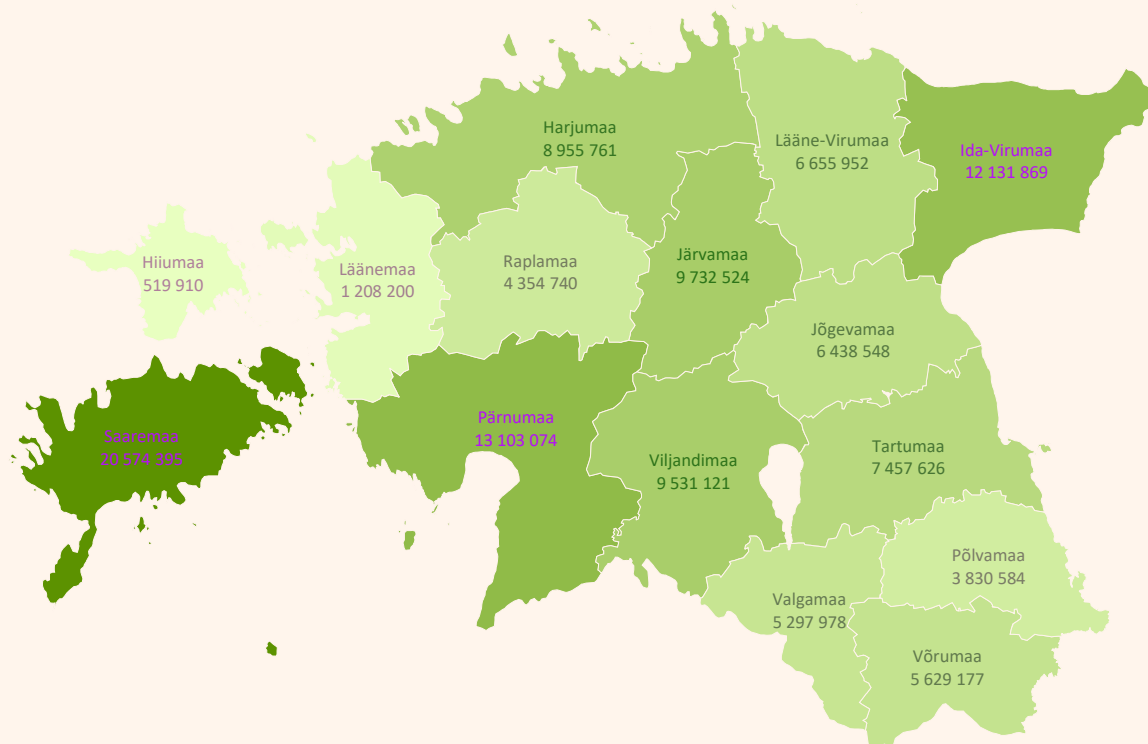 Harjumaa
8 955 761
Lääne-Virumaa
6 655 952
Ida-Virumaa
12 131 869
Hiiumaa
519 910
Läänemaa
1 208 200
Raplamaa
4 354 740
Järvamaa
9 732 524
Jõgevamaa
6 438 548
Saaremaa
20 574 395
Pärnumaa
13 103 074
Viljandimaa
9 531 121
Tartumaa
7 457 626
Põlvamaa
3 830 584
Valgamaa
5 297 978
Võrumaa
5 629 177